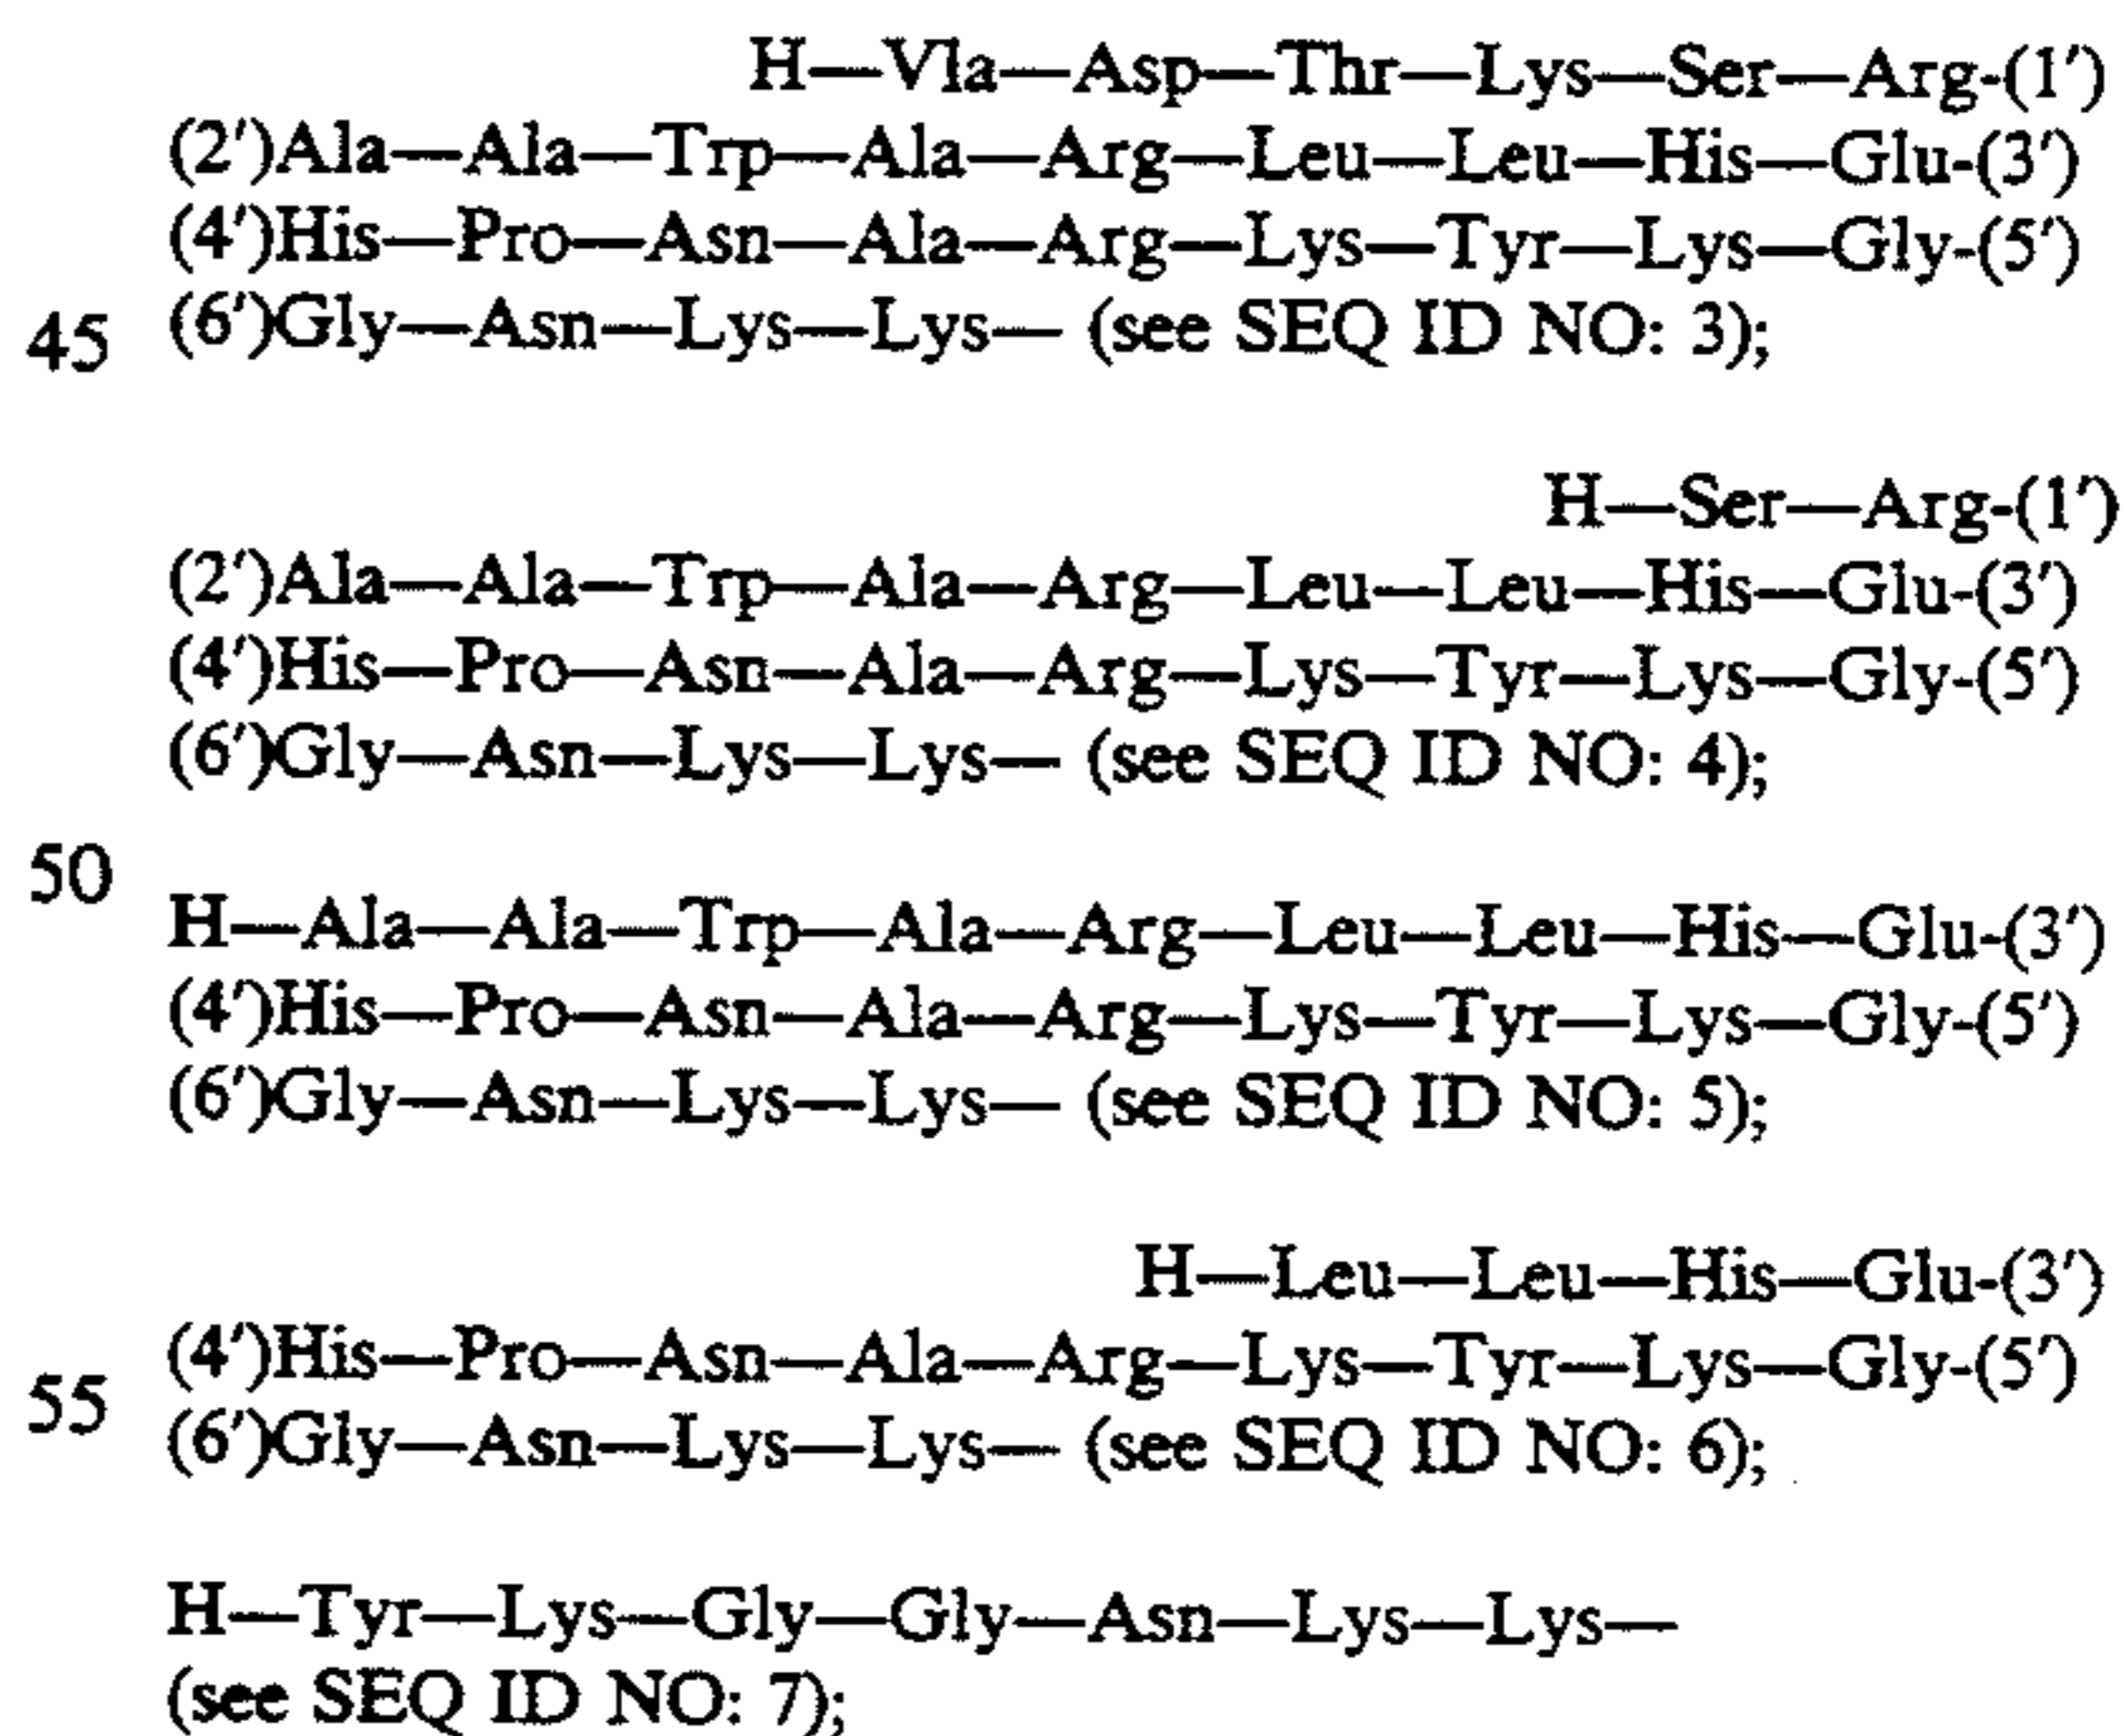 H—Vla—Asp—Thr—Lys—Ser—Arg-(1′)
(2′)Ala—Ala—Trp—Ala—Arg—Leu—Leu—His—Glu-(3′)
(4′)His—Pro—Asn—Ala—Arg—Lys—Tyr—Lys—Gly-(5′)
45 (6′)Gly—Asn—Lys—Lys— (see SEQ ID NO: 3);
H—Ser—Arg-(1′)
(2′)Ala—Ala—Trp—Ala—Arg—Leu—Leu—His—Glu-(3′)
(4′)His—Pro—Asn—Ala—Arg—Lys—Tyr—Lys—Gly-(5′)
(6′)Gly—Asn—Lys—Lys— (see SEQ ID NO: 4);
50
H—Ala—Ala—Trp—Ala—Arg—Leu—Leu—His—Glu-(3′)
(4′)His—Pro—Asn—Ala—Arg—Lys—Tyr—Lys—Gly-(5′)
(6′)Gly—Asn—Lys—Lys— (see SEQ ID NO: 5);
H—Leu—Leu—His—Glu-(3′)
(4′)His—Pro—Asn—Ala—Arg—Lys—Tyr—Lys—Gly-(5′)
55
(6′)Gly—Asn—Lys—Lys— (see SEQ ID NO: 6);
H—Tyr—Lys—Gly—Gly—Asn—Lys—Lys—
(see SEQ ID NO: 7);